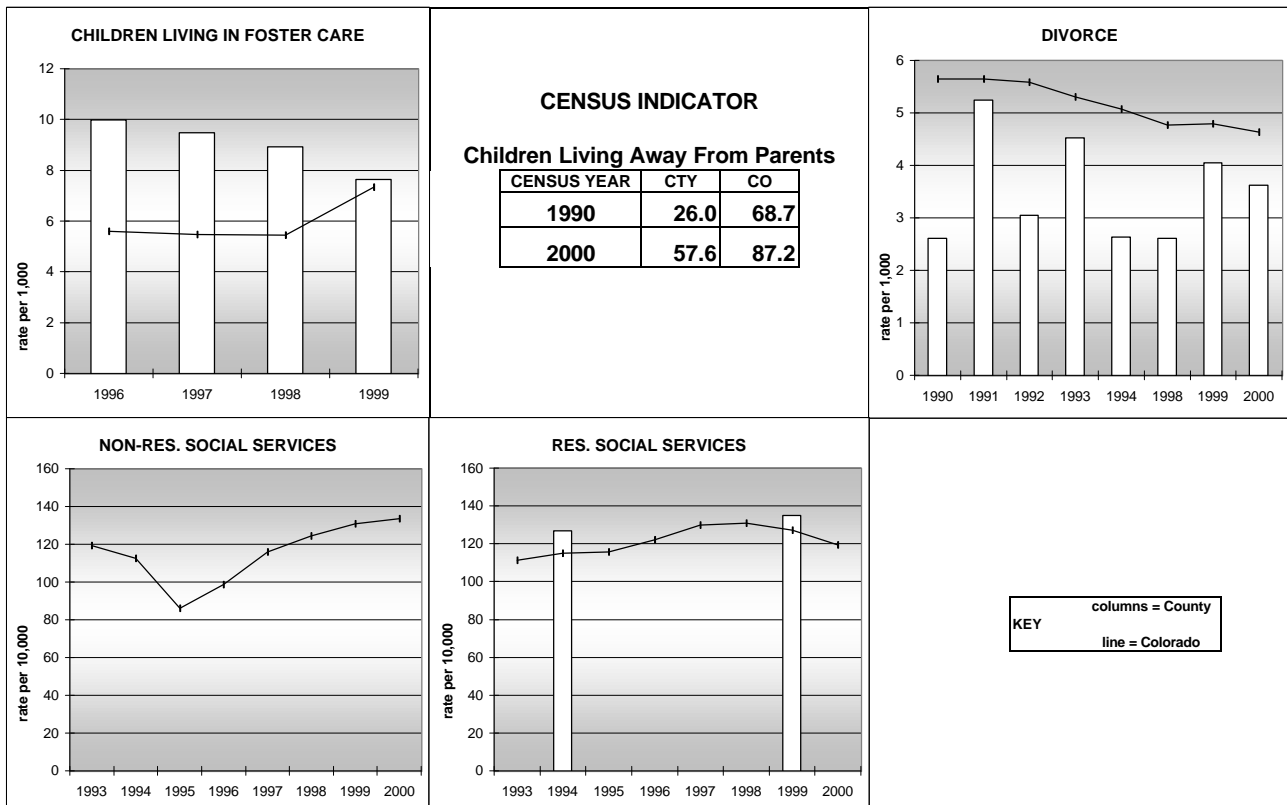 CHILDREN LIVING IN FOSTER CARE
12
10
8
6
4
2
0
rate per 1,000
1996 1997 1998 1999
CENSUS INDICATOR
Children Living Away From Parents
CENSUS YEAR CTY CO
1990 26.0 68.7
2000 57.6 87.2
DIVORCE
6
5
4
3
2
1
0
rate per 1,000
1990 1991 1992 1993 1994 1998 1999 2000
NON-RES. SOCIAL SERVICES
160
140
120
100
80
60
40
20
0
rate per 10,000
1993 1994 1995 1996 1997 1998 1999 2000
RES. SOCIAL SERVICES
160
140
120
100
80
60
40
20
0
rate per 10,000
1993 1994 1995 1996 1997 1998 1999 2000
columns = County
KEY
line = Colorado